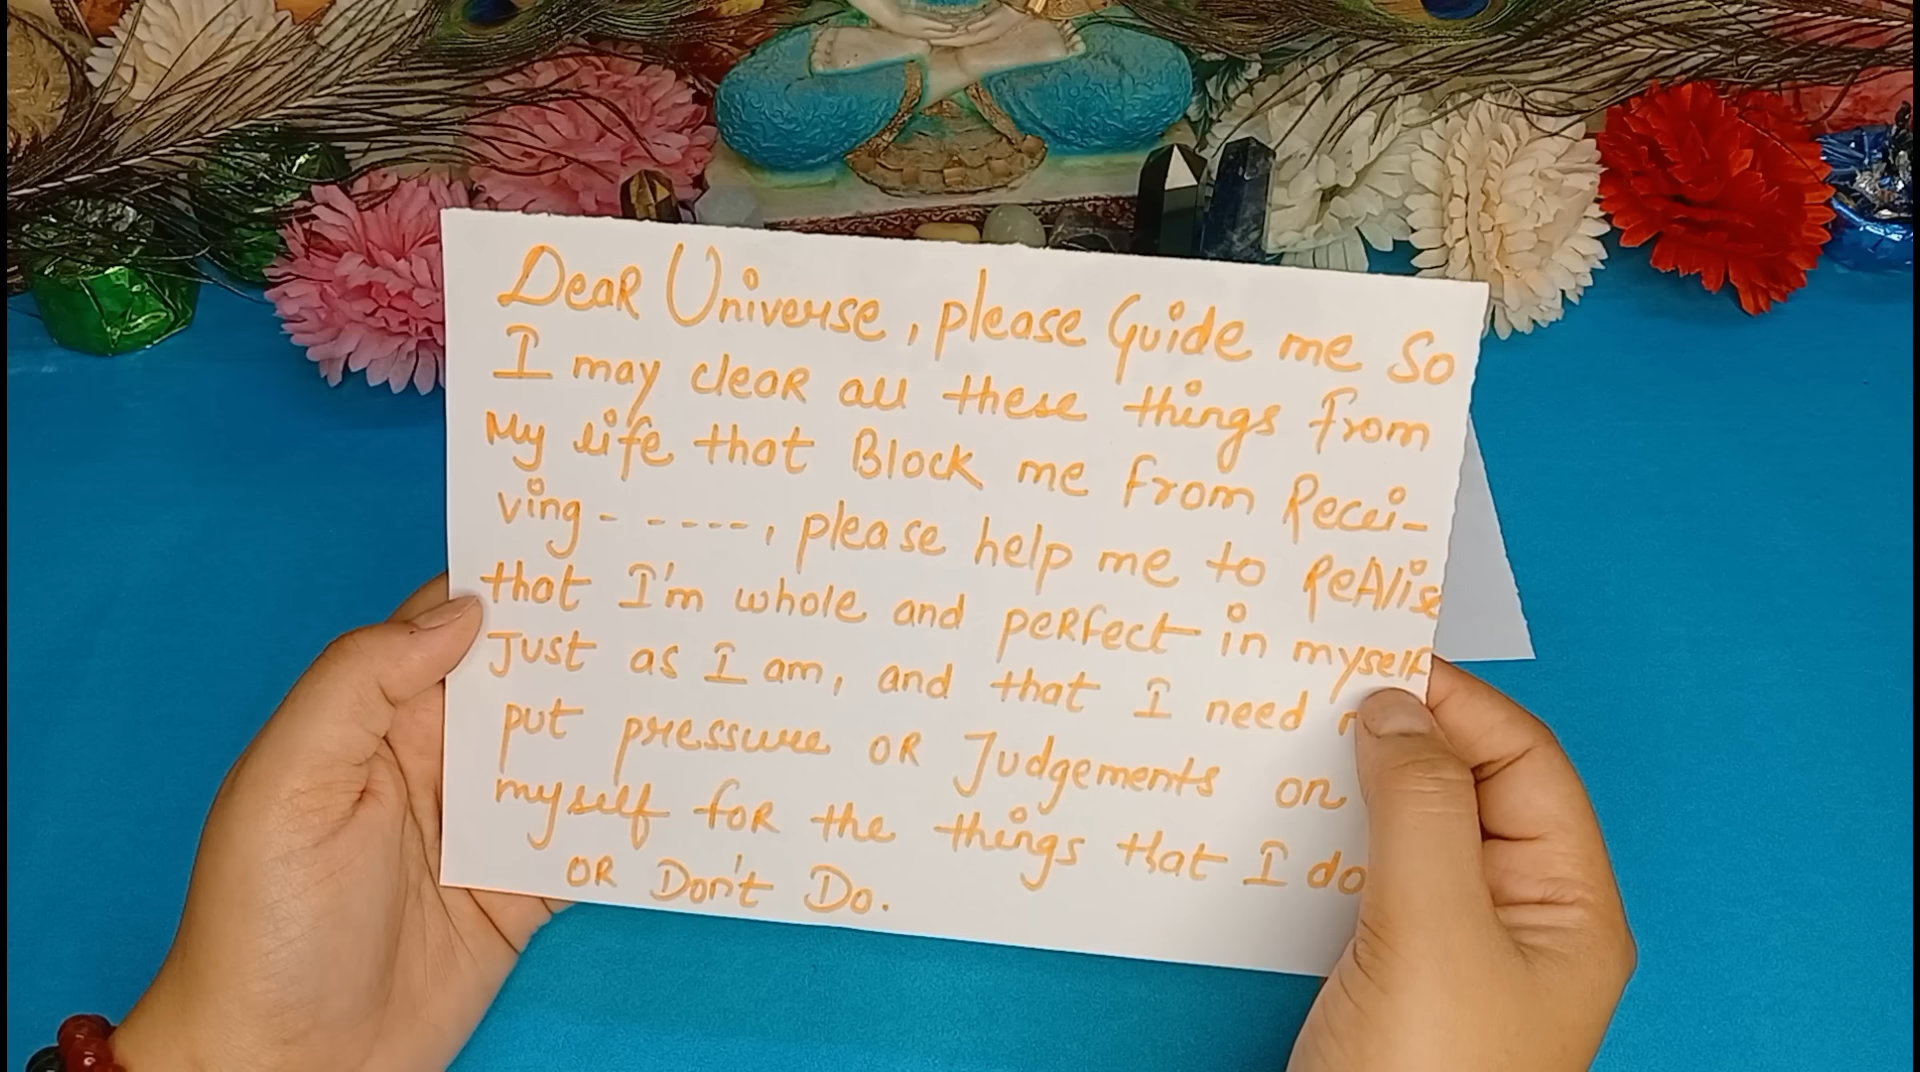 Dear Universe, please Guide me So
I may clear all these things from
My life that Block me from Recei-
ving - - - - - , please help me to ReAlise
that I'm whole and perfect in myself
Just as I am, and that I need
put pressure OR Judgements on
myself for the things that I do
OR Don't Do.